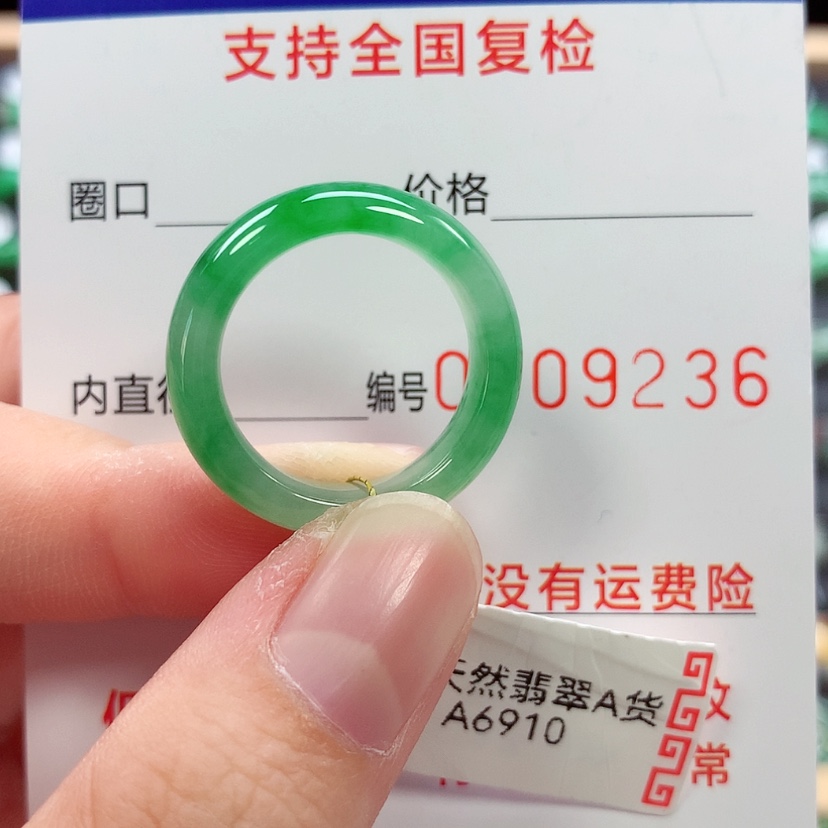 支持全国复检
圈口 价格
内直 编号 0 09236
没有运费险
天然翡翠A货
A6910
常